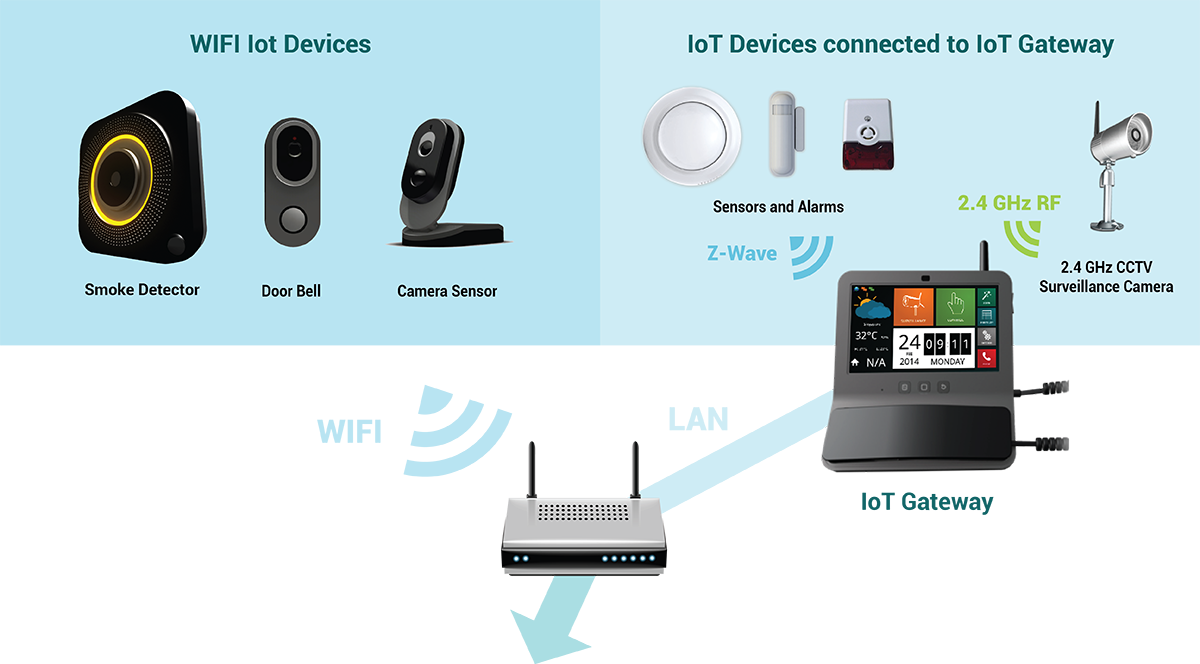 WIFI Iot Devices
IoT Devices connected to IoT Gateway
Smoke Detector
Door Bell
Camera Sensor
Sensors and Alarms
Z-Wave
2.4 GHz RF
2.4 GHz CCTV
Surveillance Camera
32°C
N/A
24
2014
09 11
MONDAY
WIFI
LAN
IoT Gateway